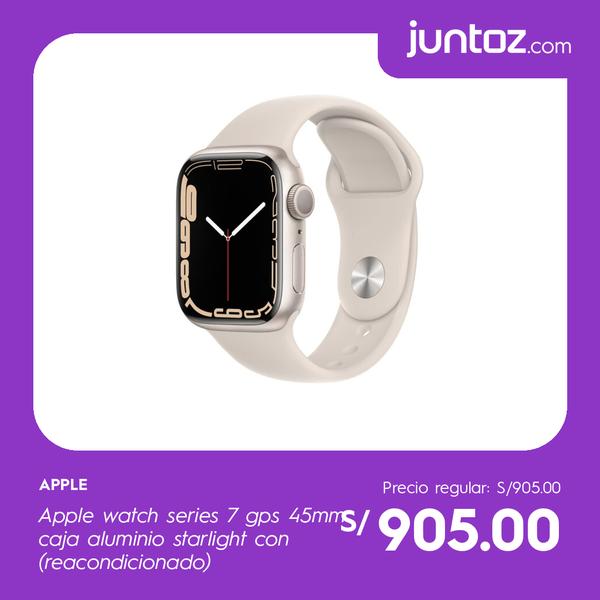 juntoz.com
APPLE
Precio regular: S/905.00
Apple watch series 7 gps 45mm
caja aluminio starlight con
(reacondicionado)
S/ 905.00